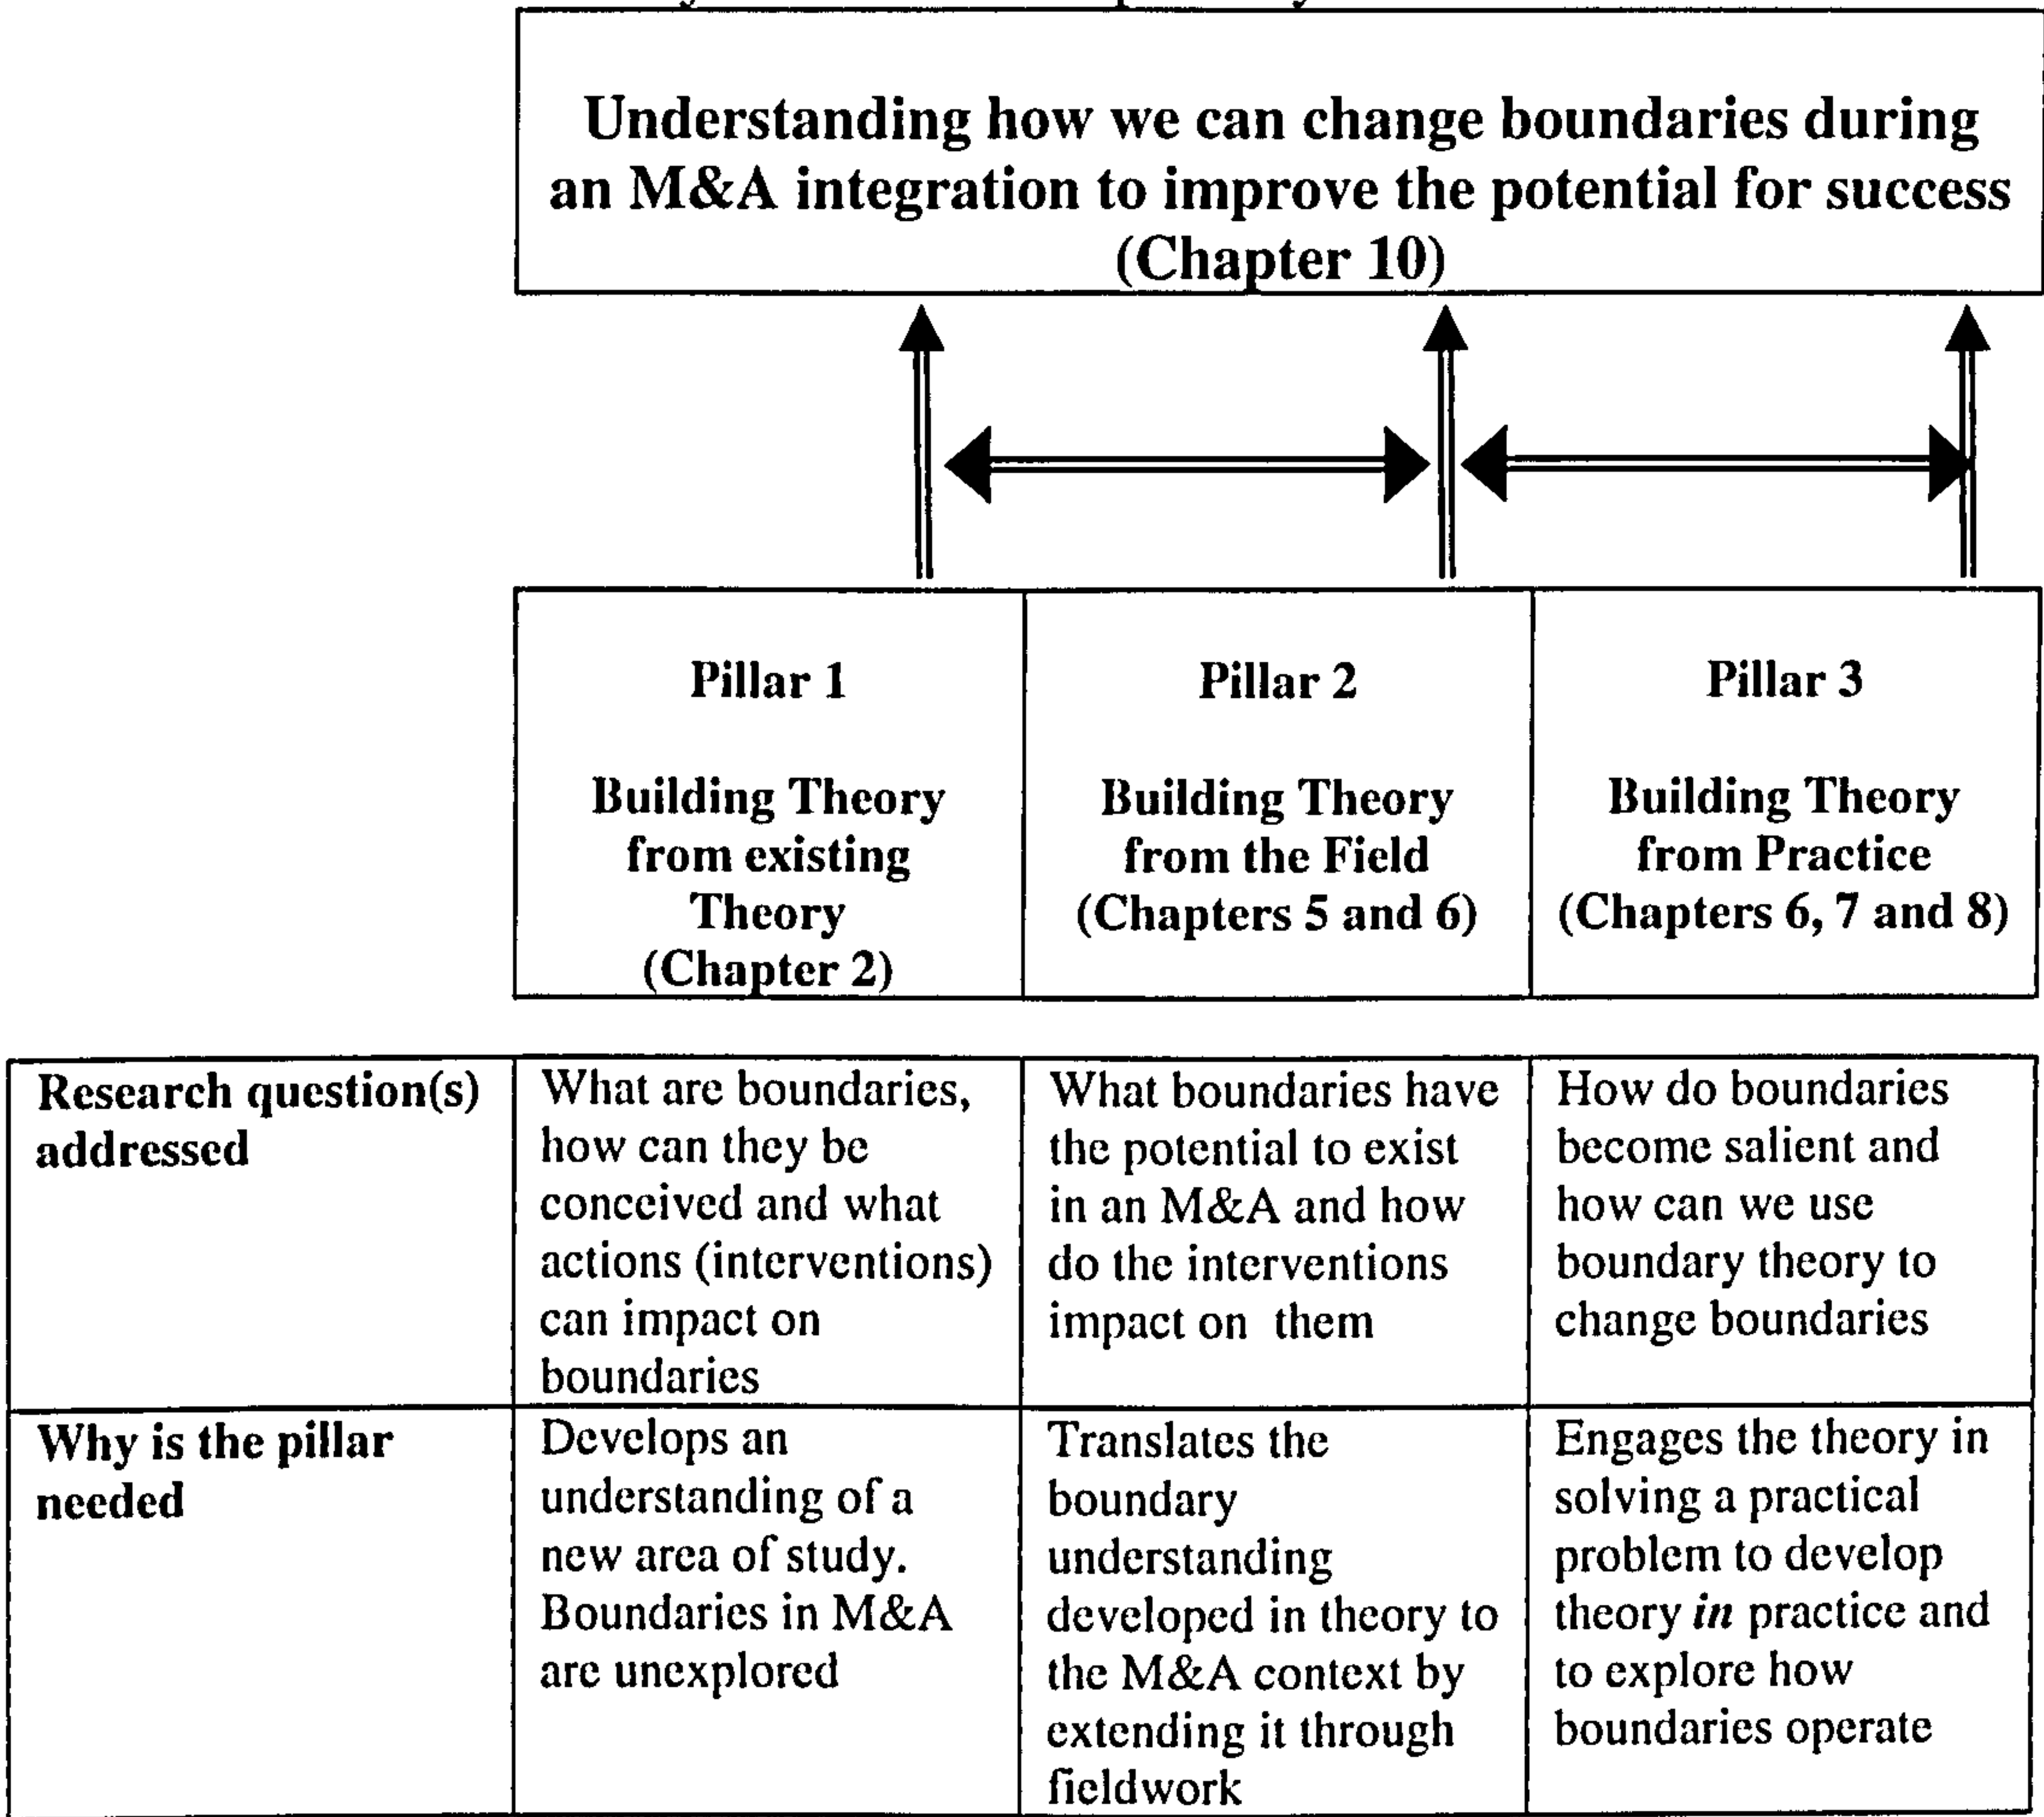 Understanding how we can change boundaries during
an M&A integration to improve the potential for success
(Chapter 10)
Pillar 1
Building Theory
from existing
Theory
(Chapter 2)
Pillar 2
Building Theory
from the Field
(Chapters 5 and 6)
Pillar 3
Building Theory
from Practice
(Chapters 6, 7 and 8)
Research question(s)
addressed
What are boundaries,
how can they be
conceived and what
actions (interventions)
can impact on
boundaries
What boundaries have
the potential to exist
in an M&A and how
do the interventions
impact on them
How do boundaries
become salient and
how can we use
boundary theory to
change boundaries
Why is the pillar
needed
Develops an
understanding of a
new area of study.
Boundaries in M&A
are unexplored
Translates the
boundary
understanding
developed in theory to
the M&A context by
extending it through
fieldwork
Engages the theory in
solving a practical
problem to develop
theory in practice and
to explore how
boundaries operate